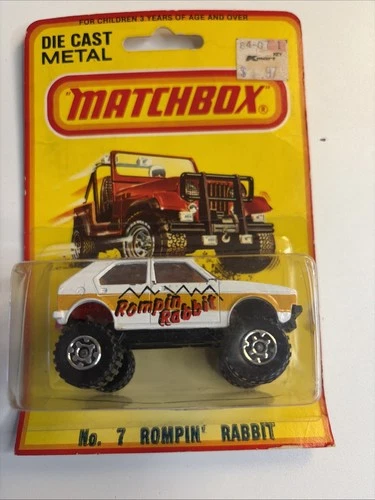 FOR CHILDREN 3 YEARS OF AGE AND OVER
DIE CAST
METAL
"MATCHBOX"®
Rompin
Rabbit
No. 7 ROMPIN' RABBIT